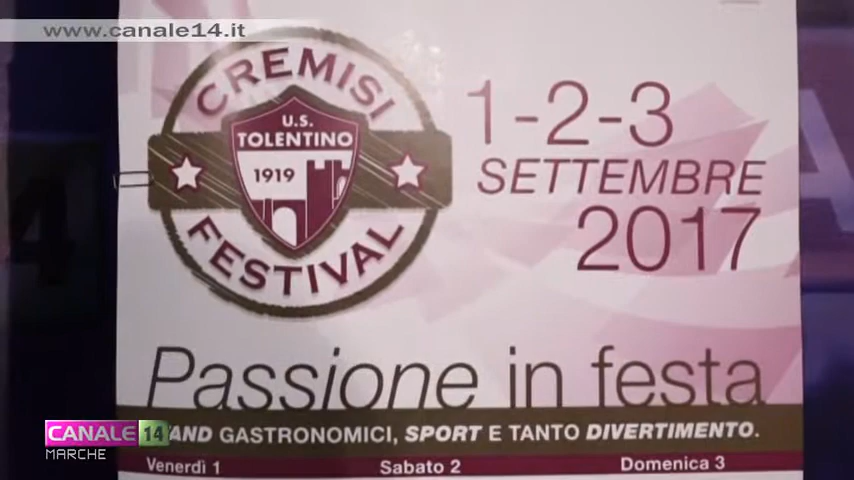 www.canale14.it
CREMISI
U.S.
TOLENTINO
1919
FESTIVAL
1-2-3
SETTEMBRE
2017
Passione in festa
GASTRONOMICI, SPORT E TANTO DIVERTIMENTO.
CANALE 14
MARCHE
Venerdì 1 Sabato 2 Domenica 3